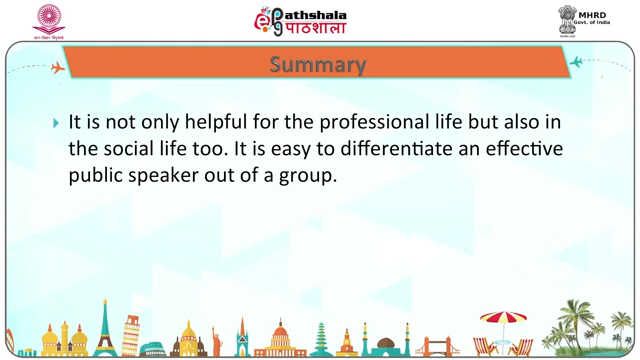 ePathshala
पाठशाला
MHRD
Govt. of India
Summary
It is not only helpful for the professional life but also in
the social life too. It is easy to differentiate an effective
public speaker out of a group.